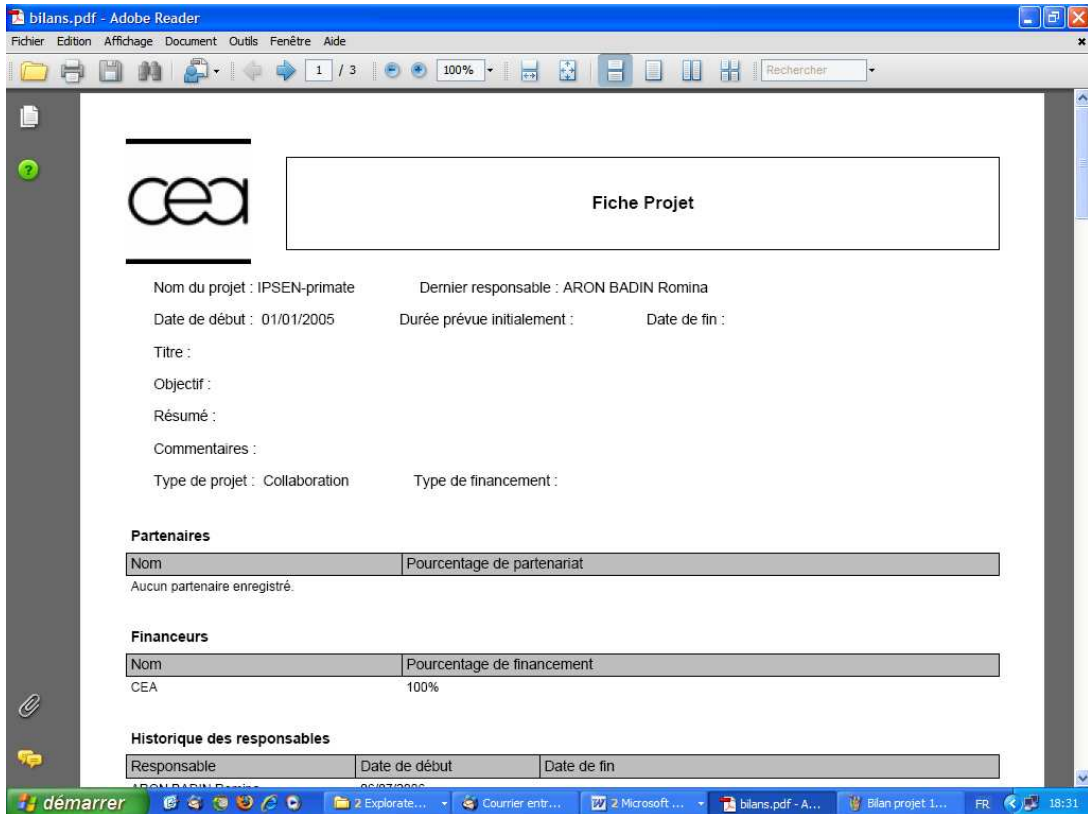 bilans.pdf - Adobe Reader
Fichier Edition Affichage Document Outils Fenêtre Aide
1 / 3 100% Rechercher
cea
Fiche Projet
Nom du projet : IPSEN-primate Dernier responsable : ARON BADIN Romina
Date de début : 01/01/2005 Durée prévue initialement : Date de fin :
Titre :
Objectif :
Résumé :
Commentaires :
Type de projet : Collaboration Type de financement :
Partenaires
Nom Pourcentage de partenariat
Aucun partenaire enregistré.
Financeurs
Nom Pourcentage de financement
CEA 100%
Historique des responsables
Responsable Date de début Date de fin
ARON BADIN Romina
démarrer 2 Explorate... Courrier entr... 2 Microsoft ... bilans.pdf - A... Bilan projet 1... FR 18:31